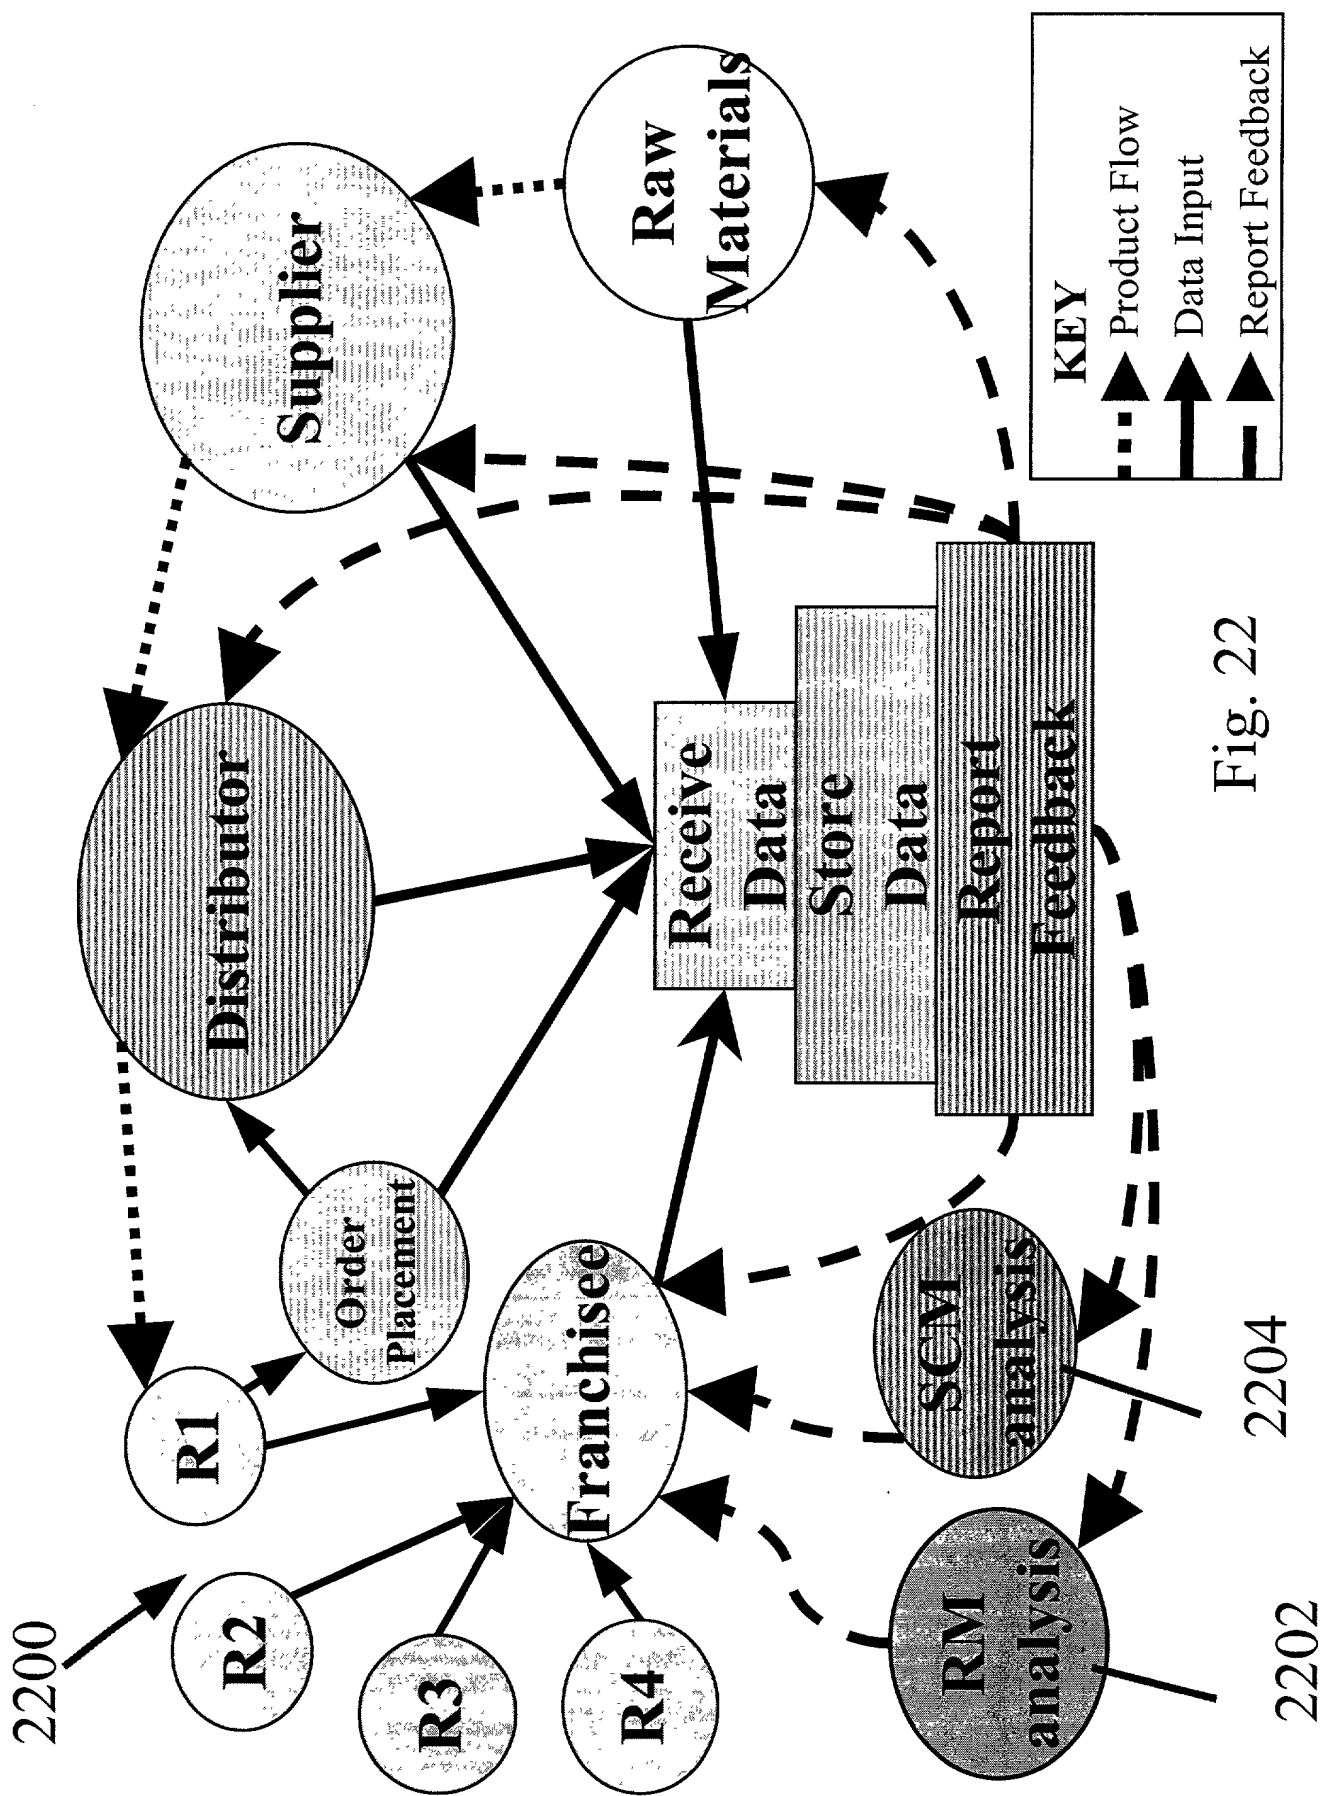 2200
R1
R2
R3
R4
Order
Placement
Distributor
Supplier
Franchisee
Raw
Materials
Receive
Data
Store
Data
Report
Feedback
SCM
analysis
RM
analysis
2204
2202
KEY
Product Flow
Data Input
Report Feedback
Fig. 22